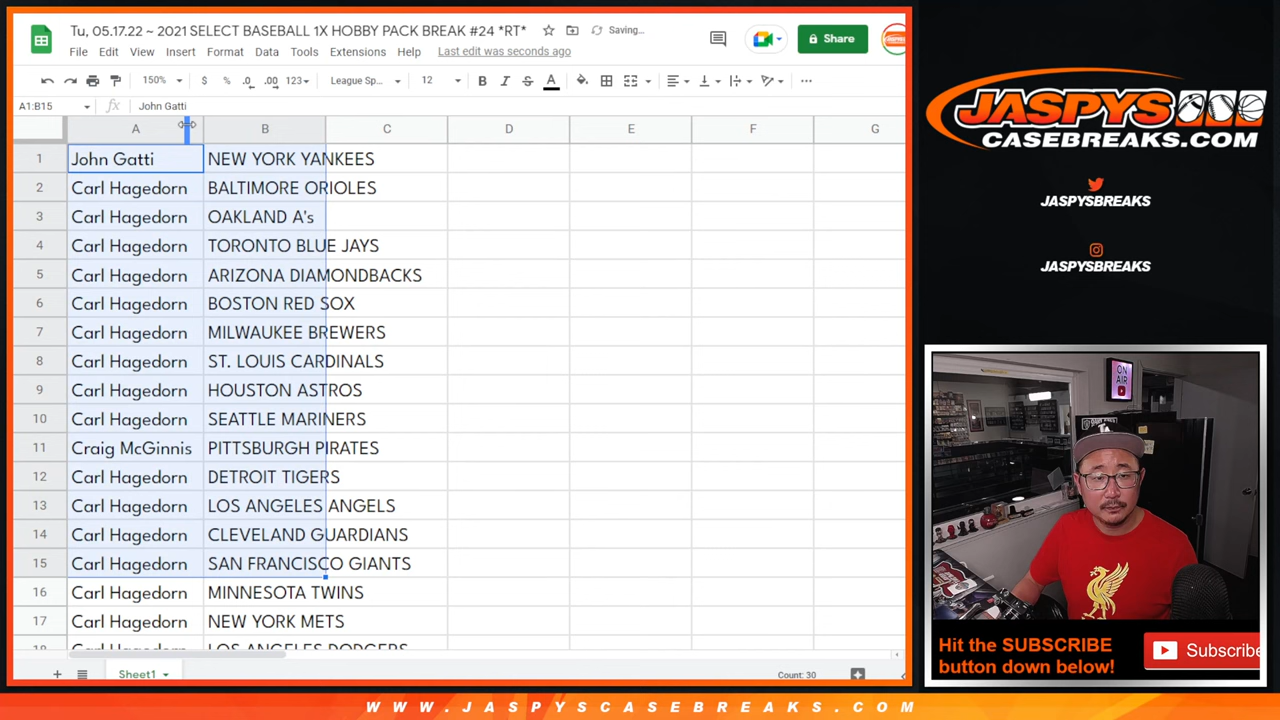 Tu, 05.17.22 ~ 2021 SELECT BASEBALL 1X HOBBY PACK BREAK #24 *RT*
Saving...
File Edit View Insert Format Data Tools Extensions Help Last edit was seconds ago
Share
150% $ % .0 .00 123 League Sp... 12 B I S A
A1:B15 fx John Gatti
A B C D E F G
1 John Gatti NEW YORK YANKEES
2 Carl Hagedorn BALTIMORE ORIOLES
3 Carl Hagedorn OAKLAND A's
4 Carl Hagedorn TORONTO BLUE JAYS
5 Carl Hagedorn ARIZONA DIAMONDBACKS
6 Carl Hagedorn BOSTON RED SOX
7 Carl Hagedorn MILWAUKEE BREWERS
8 Carl Hagedorn ST. LOUIS CARDINALS
9 Carl Hagedorn HOUSTON ASTROS
10 Carl Hagedorn SEATTLE MARINERS
11 Craig McGinnis PITTSBURGH PIRATES
12 Carl Hagedorn DETROIT TIGERS
13 Carl Hagedorn LOS ANGELES ANGELS
14 Carl Hagedorn CLEVELAND GUARDIANS
15 Carl Hagedorn SAN FRANCISCO GIANTS
16 Carl Hagedorn MINNESOTA TWINS
17 Carl Hagedorn NEW YORK METS
18 Carl Hagedorn LOS ANGELES DODGERS
Sheet1
Count: 30
JASPYS
CASEBREAKS.COM
JASPYSBREAKS
JASPYSBREAKS
ON AIR
Hit the SUBSCRIBE
button down below!
Subscribe
WWW.JASPYSCASEBREAKS.COM